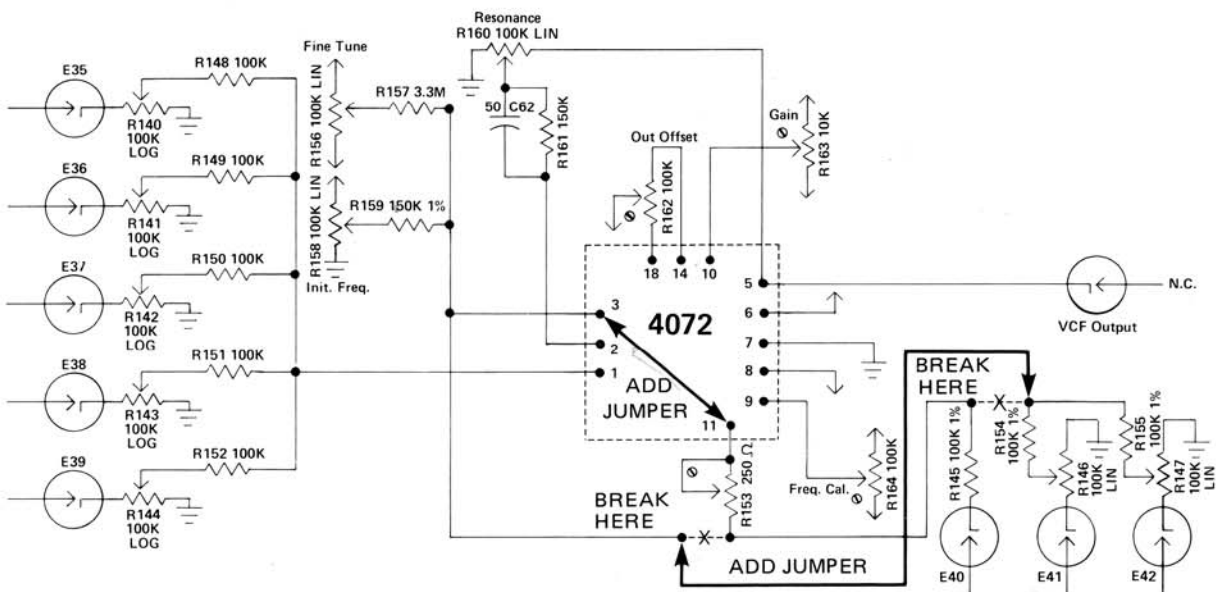 Resonance
R160 100K LIN
Fine Tune
R156 100K LIN
R157 3.3M
50 C62
R161 150K
E35
R148 100K
R140
100K
LOG
E36
R149 100K
R141
100K
LOG
R158 100K LIN
R159 150K 1%
Init. Freq.
E37
R150 100K
R142
100K
LOG
E38
R151 100K
R143
100K
LOG
E39
R152 100K
R144
100K
LOG
Out Offset
R162 100K
Gain
R163 10K
18
14
10
3
2
1
4072
5
6
7
8
9
11
ADD
JUMPER
N.C.
VCF Output
BREAK
HERE
R153 250 Ω
Freq. Cal.
R164 100K
BREAK
HERE
X
ADD JUMPER
X
R145 100K 1%
R154
100K 1%
R146
100K
LIN
R155
100K 1%
R147
100K
LIN
E40
E41
E42